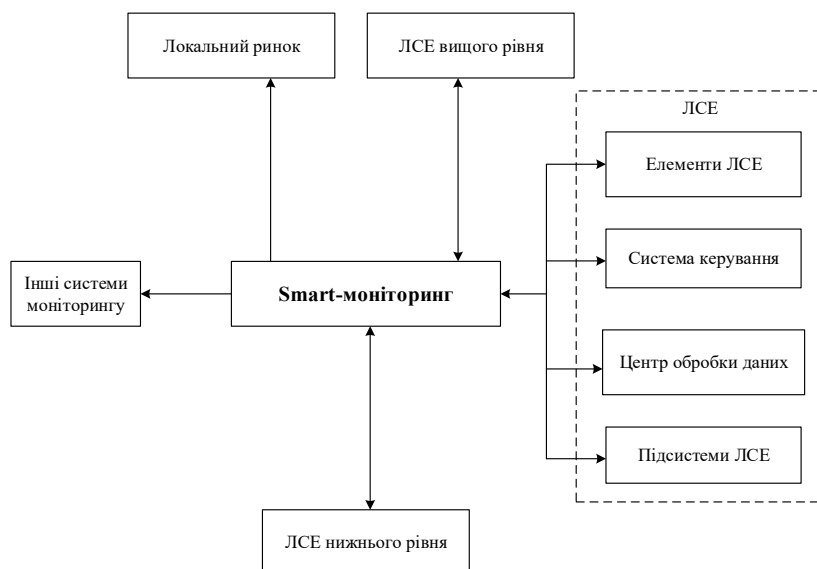 Локальний ринок
ЛСЕ вищого рівня
ЛСЕ
Елементи ЛСЕ
Система керування
Інші системи
моніторингу
Smart-моніторинг
Центр обробки даних
Підсистеми ЛСЕ
ЛСЕ нижнього рівня